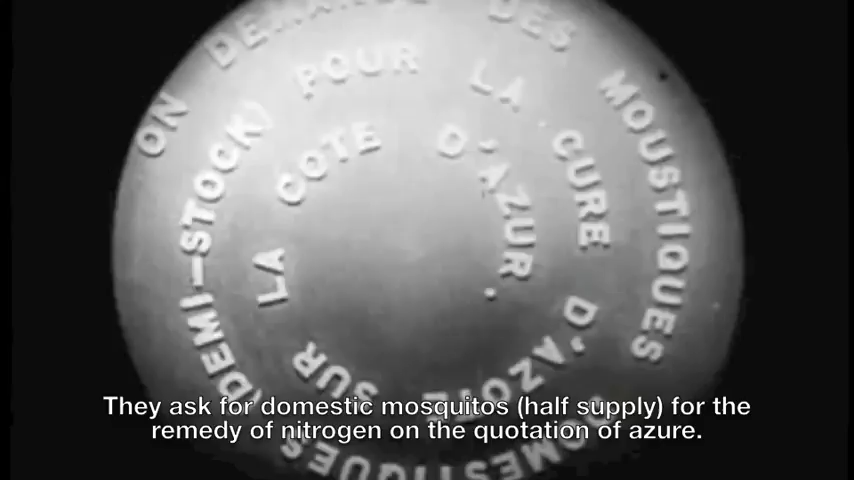 ON DEMANDE DES MOUSTIQUES DOMESTIQUES (DEMI-STOCK) POUR LA CURE D'AZOTE SUR LA COTE D'AZUR.
They ask for domestic mosquitos (half supply) for the
remedy of nitrogen on the quotation of azure.